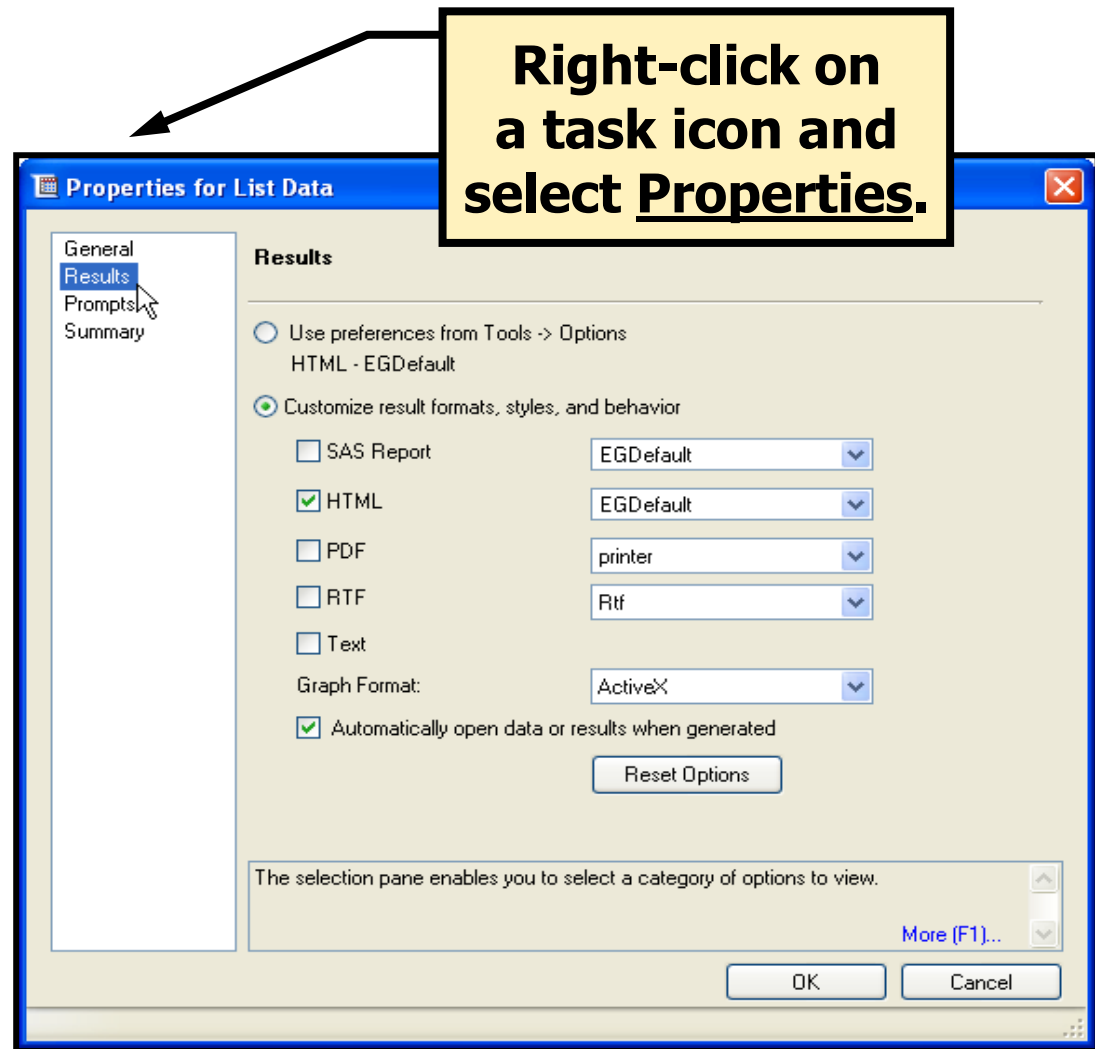 Right-click on
a task icon and
select Properties.
Properties for List Data
General
Results
Prompts
Summary
Results
Use preferences from Tools -> Options
HTML - EGDefault
Customize result formats, styles, and behavior
SAS Report EGDefault
HTML EGDefault
PDF printer
RTF Rtf
Text
Graph Format: ActiveX
Automatically open data or results when generated
Reset Options
The selection pane enables you to select a category of options to view.
More (F1)...
OK Cancel